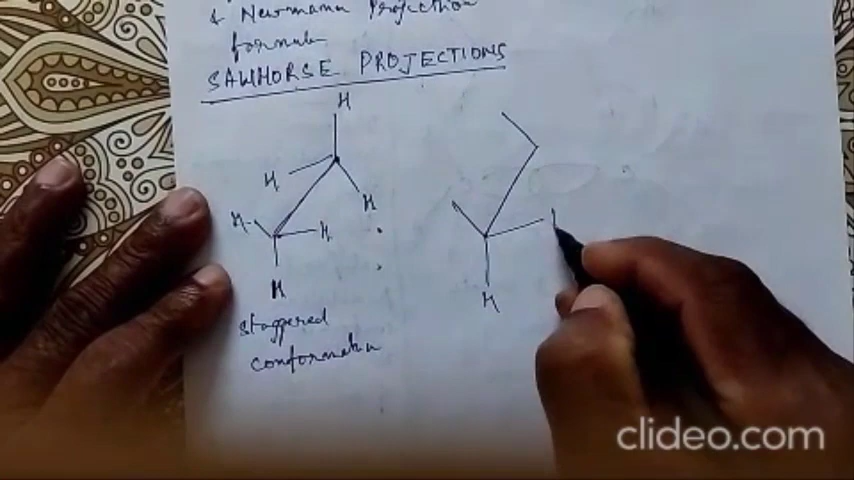 & Newmann Projection
formula
SAWHORSE PROJECTIONS
H
H
H
H
H
H
H
staggered
conformation
clideo.com